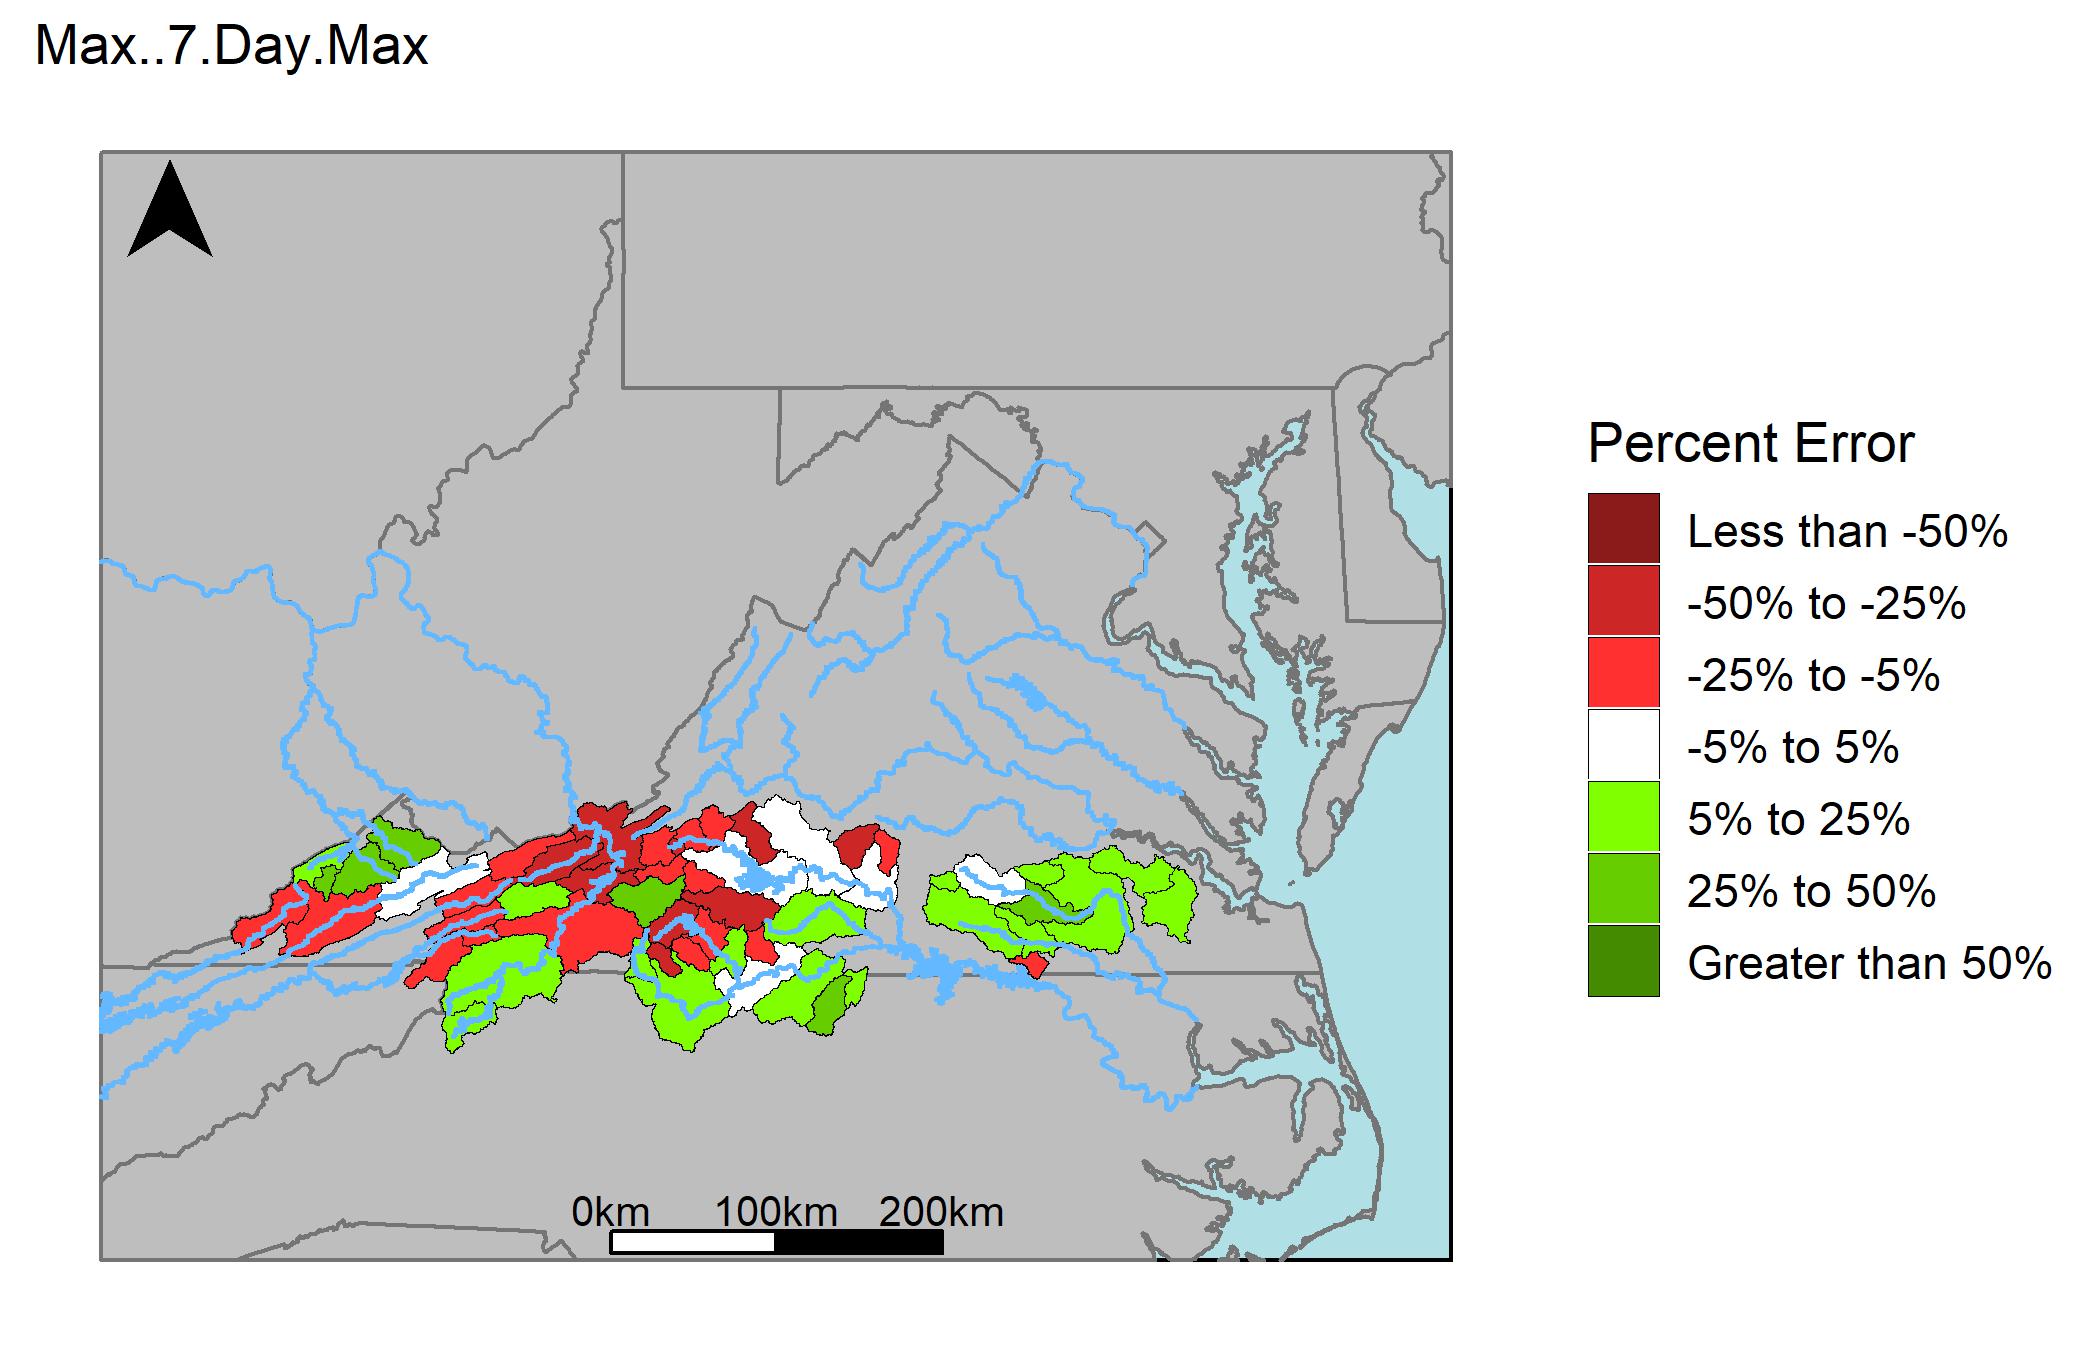 Max..7.Day.Max
Percent Error
Less than -50%
-50% to -25%
-25% to -5%
-5% to 5%
5% to 25%
25% to 50%
Greater than 50%
0km 100km 200km